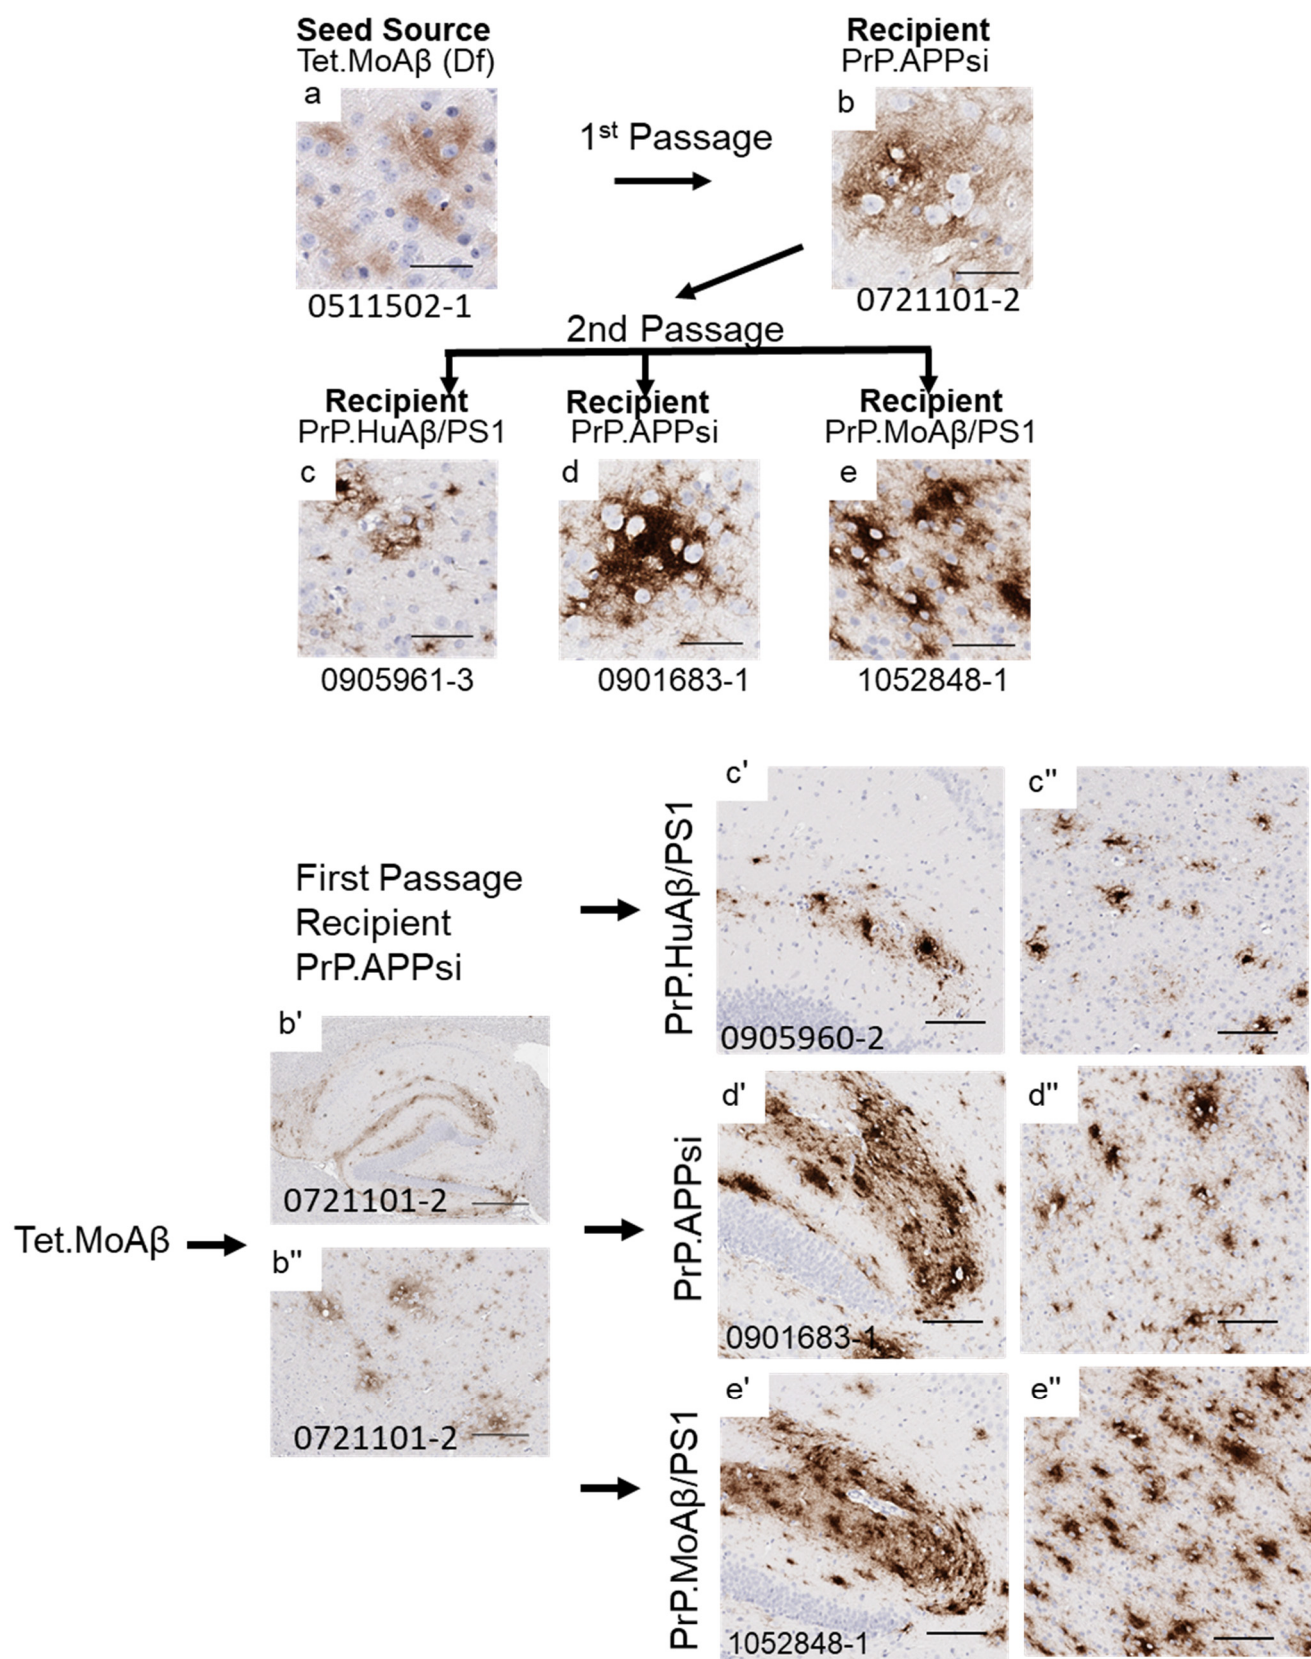 Seed Source
Tet.MoAβ (Df)
Recipient
PrP.APPsi
a
b
1st Passage
0511502-1
0721101-2
2nd Passage
Recipient
PrP.HuAβ/PS1
Recipient
PrP.APPsi
Recipient
PrP.MoAβ/PS1
c
d
e
0905961-3
0901683-1
1052848-1
c'
c''
PrP.HuAβ/PS1
0905960-2
First Passage
Recipient
PrP.APPsi
b'
0721101-2
Tet.MoAβ
b''
0721101-2
d'
d''
PrP.APPsi
0901683-1
e'
e''
PrP.MoAβ/PS1
1052848-1